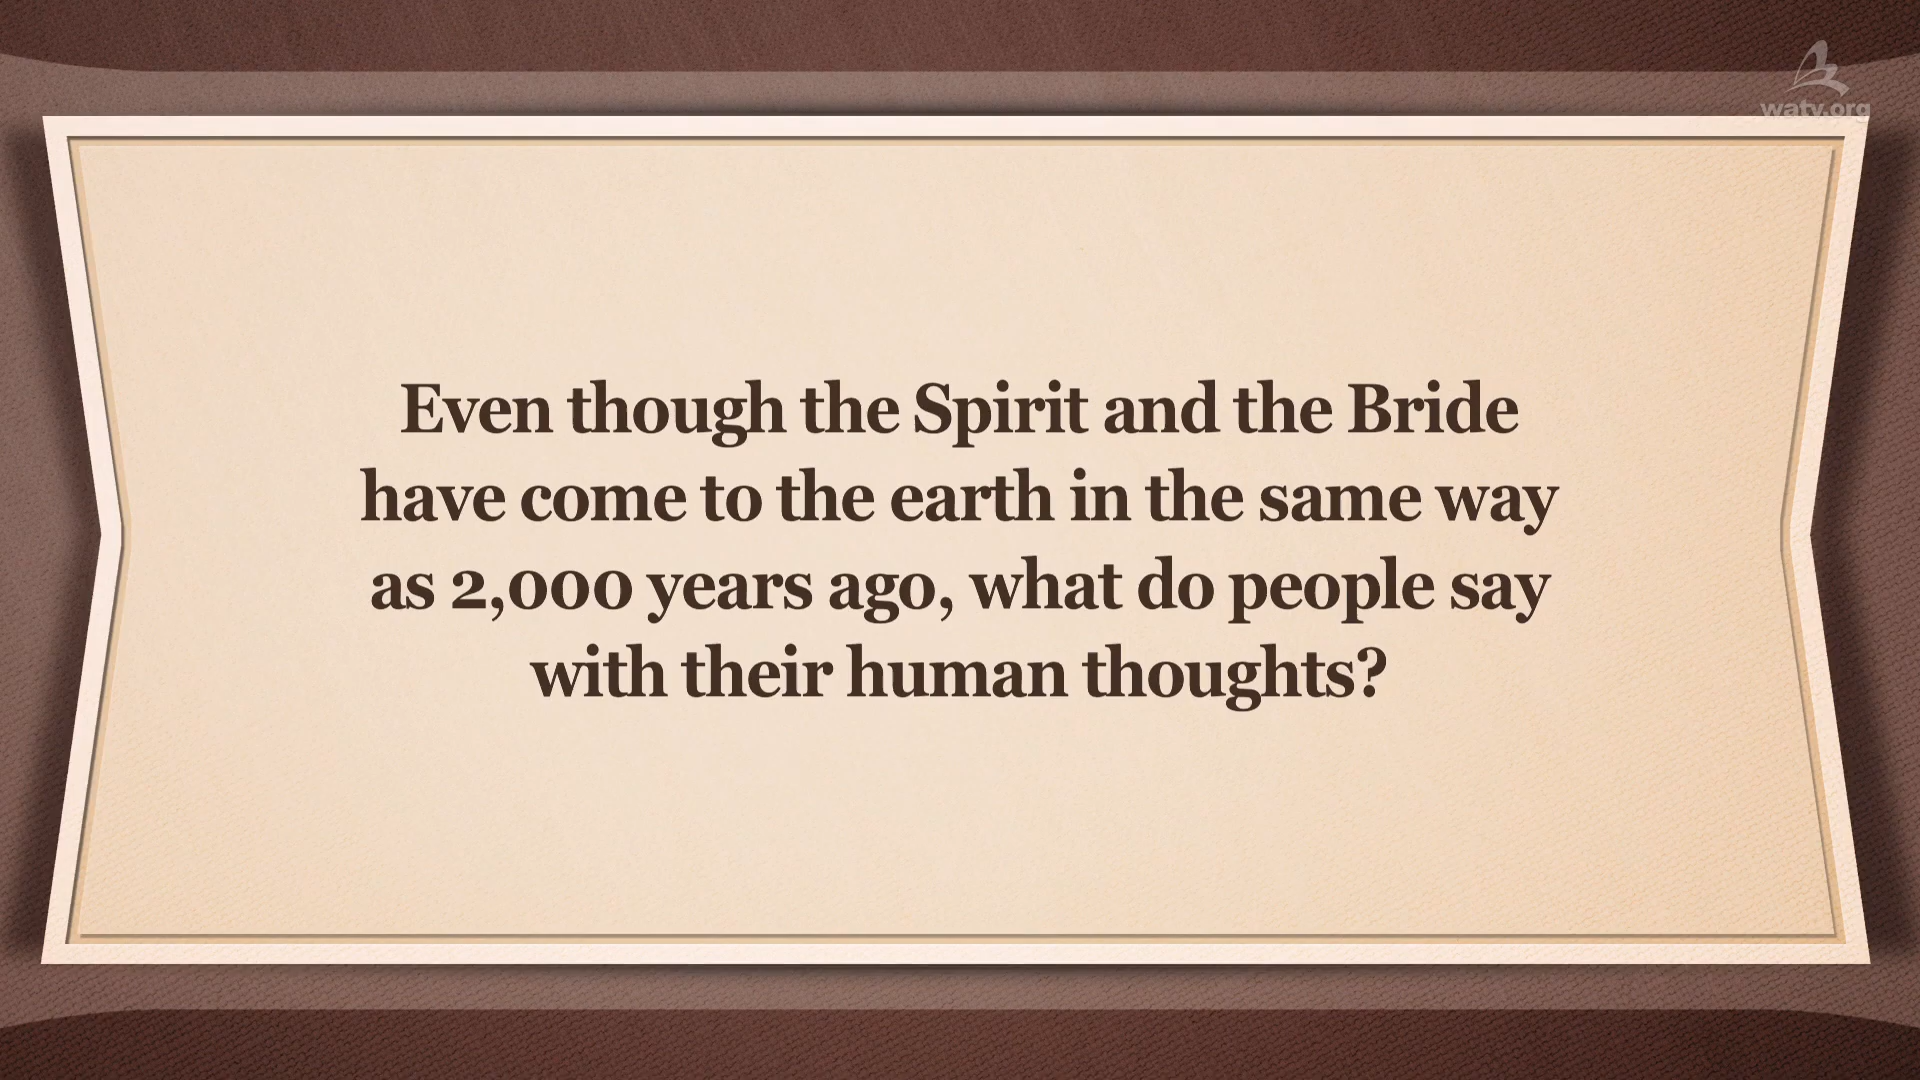 watv.org
Even though the Spirit and the Bride
have come to the earth in the same way
as 2,000 years ago, what do people say
with their human thoughts?